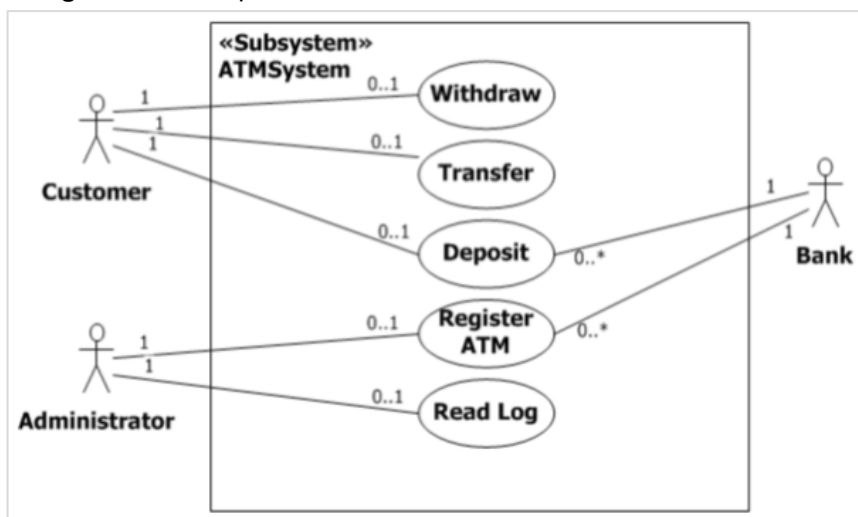 «Subsystem»
ATMSystem
1
0..1
Withdraw
1
0..1
Transfer
1
Customer
0..1
Deposit
0..*
1
1
Bank
1
0..1
Register
ATM
0..*
1
0..1
Read Log
Administrator